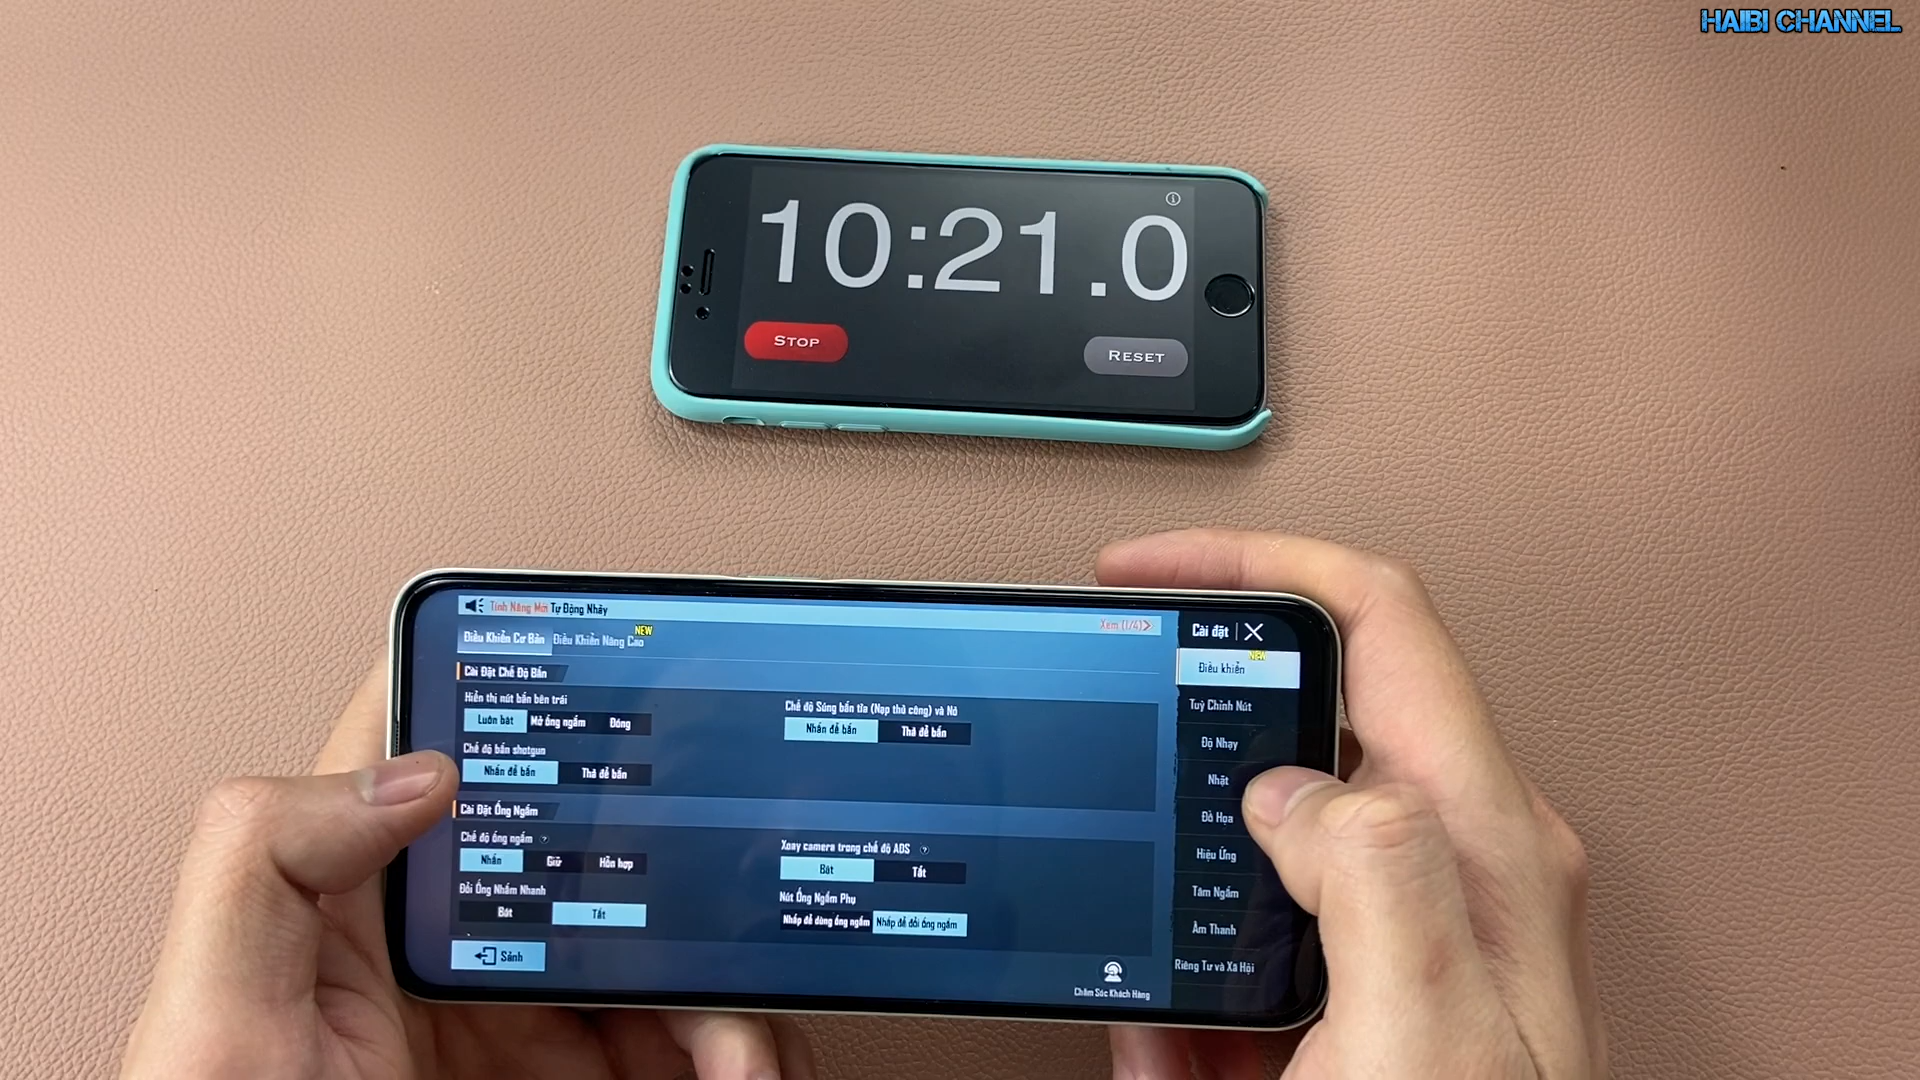 HAIBI CHANNEL
10:21.0
STOP
RESET
Tính Năng Mới Tự Động Nhảy
Xem (1/4)
Cài đặt
Điều Khiển Cơ Bản
Điều Khiển Nâng Cao
NEW
NEW
Điều khiển
Cài Đặt Chế Độ Bắn
Hiển thị nút bắn bên trái
Luôn bật
Mở ống ngắm
Đóng
Chế độ Súng bắn tỉa (Nạp thủ công) và Nỏ
Nhấn để bắn
Thả để bắn
Tuỳ Chỉnh Nút
Chế độ bắn shotgun
Nhấn để bắn
Thả để bắn
Độ Nhạy
Nhặt
Cài Đặt Ống Ngắm
Đồ Họa
Chế độ ống ngắm
Nhấn
Giữ
Hỗn hợp
Xoay camera trong chế độ ADS
Bật
Tắt
Hiệu Ứng
Đổi Ống Nhắm Nhanh
Bật
Tắt
Nút Ống Ngắm Phụ
Nhấp để dùng ống ngắm
Nhấp để đổi ống ngắm
Tâm Ngắm
Âm Thanh
Sảnh
Chăm Sóc Khách Hàng
Riêng Tư và Xã Hội